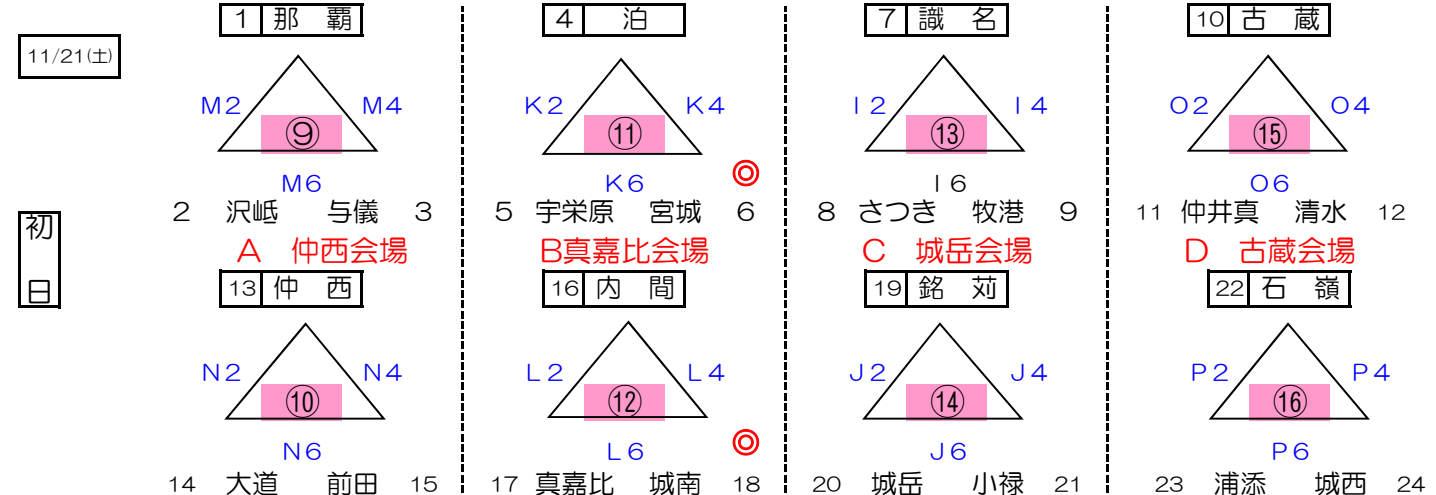 1 那 覇 4 泊 7 識 名 10 古 蔵
11/21(土)
M2 M4 K2 K4 I2 I4 O2 O4
⑨ ⑪ ⑬ ⑮
M6 K6 ◎ I6 O6
2 沢岻 与儀 3 5 宇栄原 宮城 6 8 さつき 牧港 9 11 仲井真 清水 12
初日
A 仲西会場 B真嘉比会場 C 城岳会場 D 古蔵会場
13 仲 西 16 内 間 19 銘 苅 22 石 嶺
N2 N4 L2 L4 J2 J4 P2 P4
⑩ ⑫ ⑭ ⑯
N6 L6 ◎ J6 P6
14 大道 前田 15 17 真嘉比 城南 18 20 城岳 小禄 21 23 浦添 城西 24